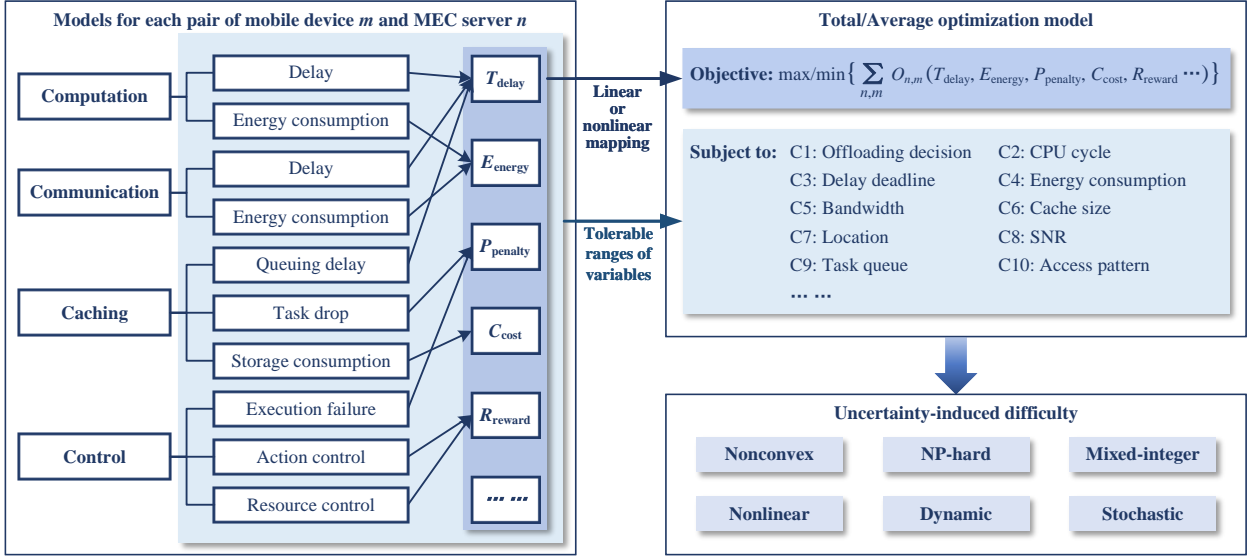 Models for each pair of mobile device m and MEC server n
Computation
Communication
Caching
Control
Delay
Energy consumption
Delay
Energy consumption
Queuing delay
Task drop
Storage consumption
Execution failure
Action control
Resource control
T_delay
E_energy
P_penalty
C_cost
R_reward
... ...
Linear
or
nonlinear
mapping
Tolerable
ranges of
variables
Total/Average optimization model
Objective: max/min{ ∑_{n,m} O_{n,m} (T_delay, E_energy, P_penalty, C_cost, R_reward ···)}
Subject to: C1: Offloading decision C2: CPU cycle
C3: Delay deadline C4: Energy consumption
C5: Bandwidth C6: Cache size
C7: Location C8: SNR
C9: Task queue C10: Access pattern
... ...
Uncertainty-induced difficulty
Nonconvex NP-hard Mixed-integer
Nonlinear Dynamic Stochastic